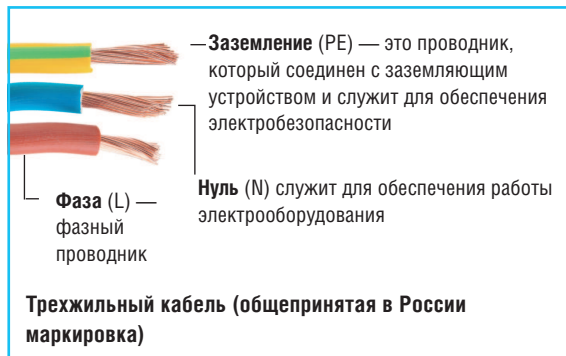 Заземление (PE) — это проводник,
который соединен с заземляющим
устройством и служит для обеспечения
электробезопасности
Нуль (N) служит для обеспечения работы
электрооборудования
Фаза (L) —
фазный
проводник
Трехжильный кабель (общепринятая в России
маркировка)